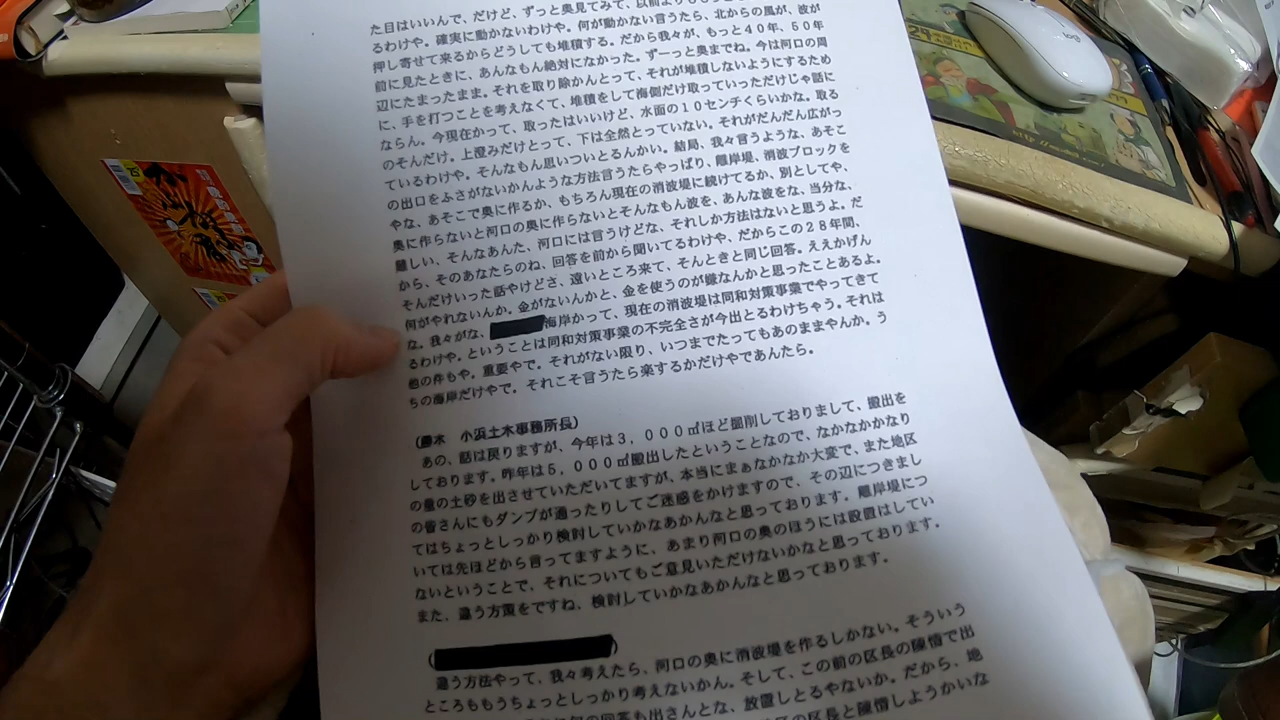 た目はいいんで、だけど、ずっと奥見てみて、以前より
るわけや。確実に動かないわけや。何が動かない言うたら、北からの風が、波が
押し寄せて来るからどうしても堆積する。だから我々が、もっと40年、50年
前に見たときに、あんなもん絶対になかった。ずーっと奥までね。今は河口の周
辺にたまったまま。それを取り除かんとって、それが堆積しないようにするため
に、手を打つことを考えなくて、堆積をして海側だけ取っていっただけじゃ話に
ならん。今現在かって、取ったはいいけど、水面の10センチくらいかな。取る
のそんだけ。上澄みだけとって、下は全然とっていない。それがだんだん広がっ
ているわけや。そんなもん思いついとるんかい。結局、我々言うような、あそこ
の出口をふさがないかんような方法言うたらやっぱり、離岸堤、消波ブロックを
やな、あそこで奥に作るか、もちろん現在の消波堤に続けてるか、別としてや、
奥に作らないと河口の奥に作らないとそんなもん波を、あんな波をな、当分な、
難しい、そんなあんた、河口には言うけどな、それしか方法はないと思うよ。だ
から、そのあなたらのね、回答を前から聞いてるわけや、だからこの28年間、
そんだけいった話やけどさ、遠いところ来て、そんときと同じ回答。ええかげん
何がやれないんか。金がないんかと、金を使うのが嫌なんかと思ったことあるよ。
な。我々がな、海岸かって、現在の消波堤は同和対策事業でやってきて
るわけや。ということは同和対策事業の不完全さが今出とるわけちゃう。それは
他の件もや。重要やで。それがない限り、いつまでたってもあのままやんか。う
ちの海岸だけやで。それこそ言うたら楽するかだけやであんたら。
(藤木 小浜土木事務所長)
あの、話は戻りますが、今年は3,000㎥ほど掘削しておりまして、搬出を
しております。昨年は5,000㎥搬出したということなので、なかなかかなり
の量の土砂を出させていただいてますが、本当にまぁなかなか大変で、また地区
の皆さんにもダンプが通ったりしてご迷惑をかけますので、その辺につきまし
てはちょっとしっかり検討していかなあかんなと思っております。離岸堤につ
いては先ほどから言ってますように、あまり河口の奥のほうには設置はしてい
ないということで、それについてもご意見いただけないかなと思っております。
また、違う方策をですね、検討していかなあかんなと思っております。
( )
違う方法やって、我々考えたら、河口の奥に消波堤を作るしかない。そういう
ところももうちょっとしっかり考えないかん。そして、この前の区長の陳情で出
の回答も出さんとな、放置しとるやないか。だから、地
の区長と陳情しようかいな
29
logi
http://